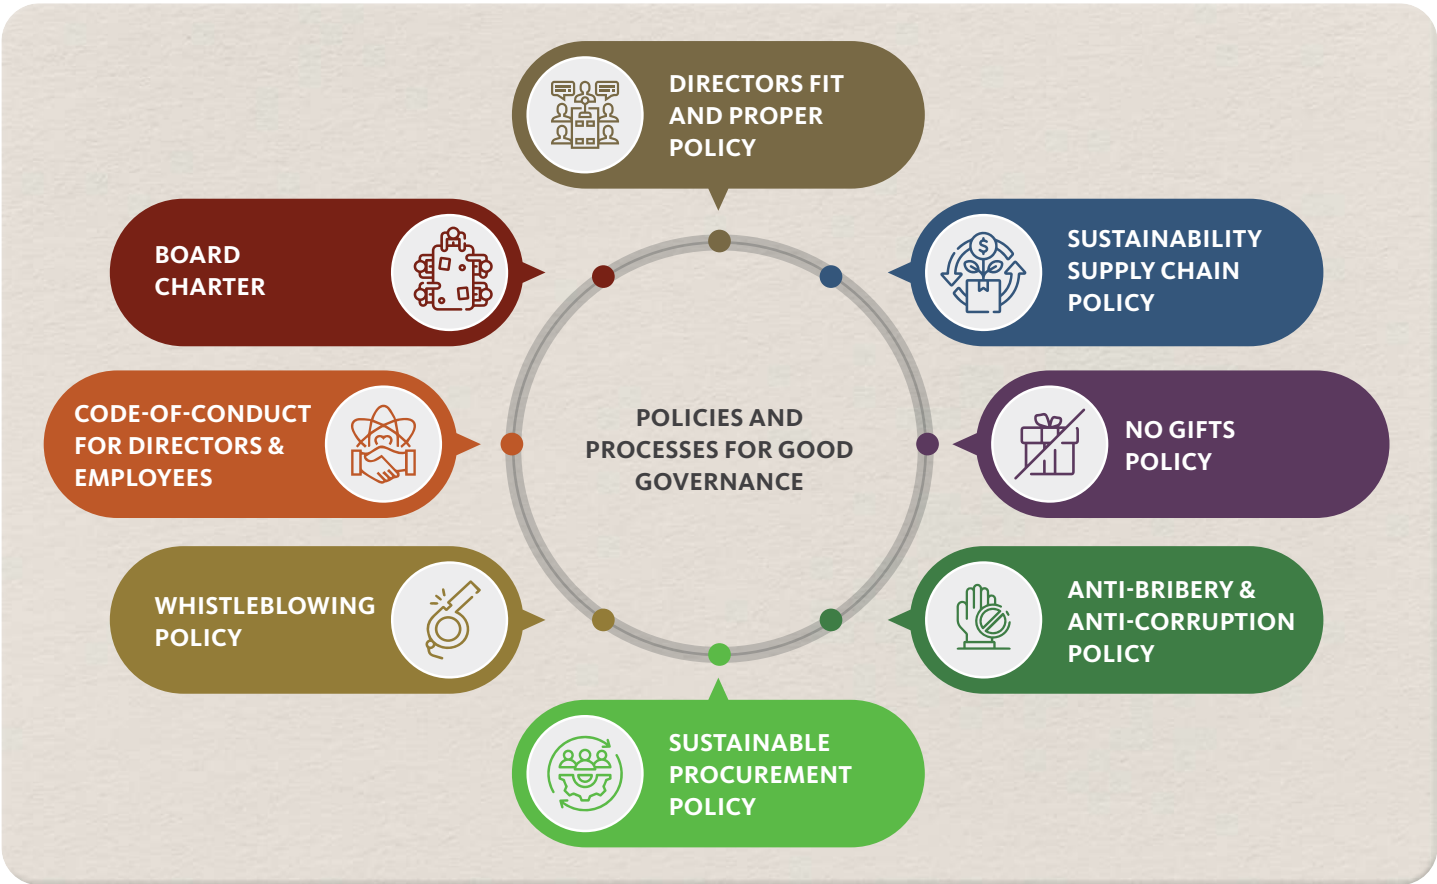 DIRECTORS FIT
AND PROPER
POLICY
SUSTAINABILITY
SUPPLY CHAIN
POLICY
NO GIFTS
POLICY
ANTI-BRIBERY &
ANTI-CORRUPTION
POLICY
SUSTAINABLE
PROCUREMENT
POLICY
WHISTLEBLOWING
POLICY
CODE-OF-CONDUCT
FOR DIRECTORS &
EMPLOYEES
BOARD
CHARTER
POLICIES AND
PROCESSES FOR GOOD
GOVERNANCE